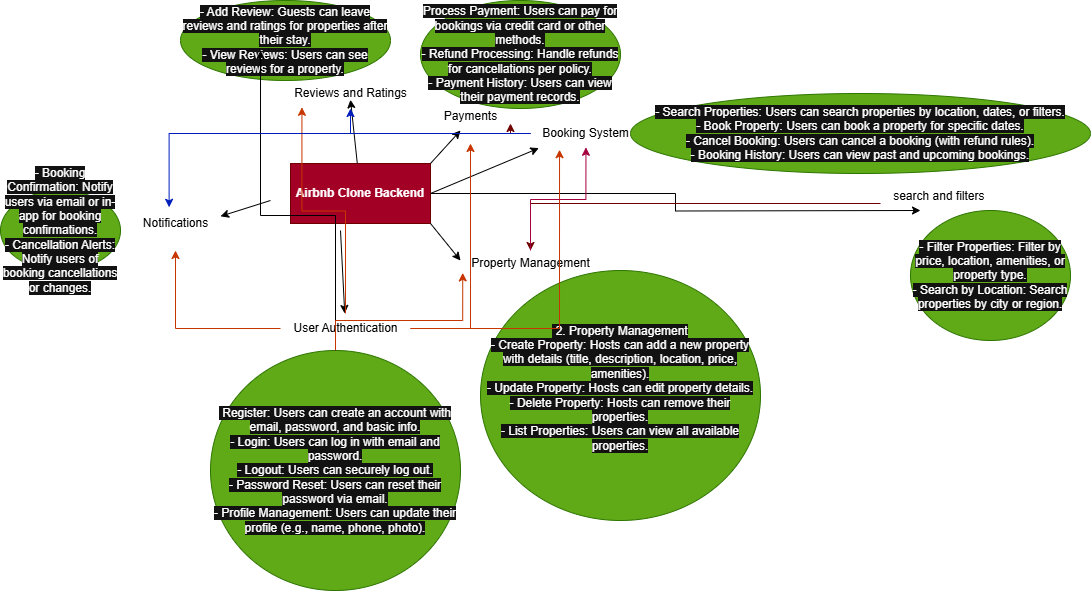 - Add Review: Guests can leave
reviews and ratings for properties after
their stay.
- View Reviews: Users can see
reviews for a property.
Process Payment: Users can pay for
bookings via credit card or other
methods.
- Refund Processing: Handle refunds
for cancellations per policy.
- Payment History: Users can view
their payment records.
Reviews and Ratings
Payments
Booking System
- Search Properties: Users can search properties by location, dates, or filters.
- Book Property: Users can book a property for specific dates.
- Cancel Booking: Users can cancel a booking (with refund rules).
- Booking History: Users can view past and upcoming bookings.
- Booking
Confirmation: Notify
users via email or in-
app for booking
confirmations.
- Cancellation Alerts:
Notify users of
booking cancellations
or changes.
Notifications
Airbnb Clone Backend
search and filters
- Filter Properties: Filter by
price, location, amenities, or
property type.
- Search by Location: Search
properties by city or region.
Property Management
User Authentication
2. Property Management
- Create Property: Hosts can add a new property
with details (title, description, location, price,
amenities).
- Update Property: Hosts can edit property details.
- Delete Property: Hosts can remove their
properties.
- List Properties: Users can view all available
properties.
Register: Users can create an account with
email, password, and basic info.
- Login: Users can log in with email and
password.
- Logout: Users can securely log out.
- Password Reset: Users can reset their
password via email.
- Profile Management: Users can update their
profile (e.g., name, phone, photo).